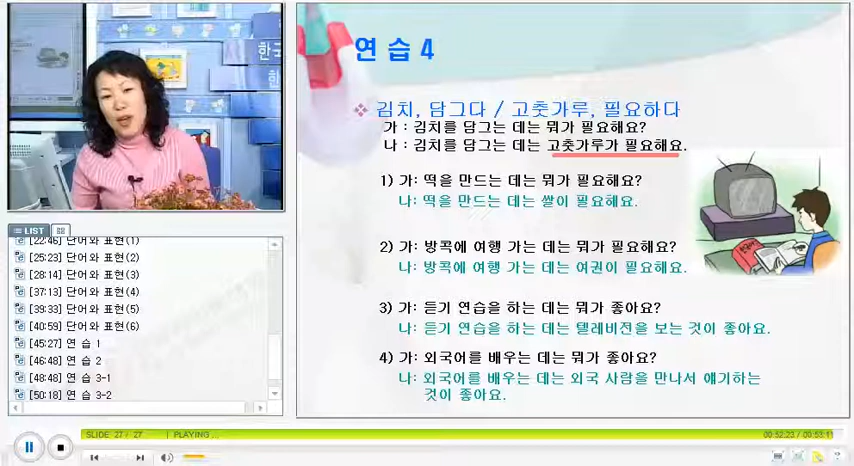 한국
한
연 습 4
김치, 담그다 / 고춧가루, 필요하다
가 : 김치를 담그는 데는 뭐가 필요해요?
나 : 김치를 담그는 데는 고춧가루가 필요해요.
1) 가: 떡을 만드는 데는 뭐가 필요해요?
나: 떡을 만드는 데는 쌀이 필요해요.
2) 가: 방콕에 여행 가는 데는 뭐가 필요해요?
나: 방콕에 여행 가는 데는 여권이 필요해요.
3) 가: 듣기 연습을 하는 데는 뭐가 좋아요?
나: 듣기 연습을 하는 데는 텔레비전을 보는 것이 좋아요.
4) 가: 외국어를 배우는 데는 뭐가 좋아요?
나: 외국어를 배우는 데는 외국 사람을 만나서 얘기하는
것이 좋아요.
LIST
[22:46] 단어와 표현(1)
[25:23] 단어와 표현(2)
[28:14] 단어와 표현(3)
[37:13] 단어와 표현(4)
[39:33] 단어와 표현(5)
[40:59] 단어와 표현(6)
[45:27] 연 습 1
[46:48] 연 습 2
[48:48] 연 습 3-1
[50:18] 연 습 3-2
SLIDE 27 / 27 | PLAYING...
00:52:23 / 00:53:11